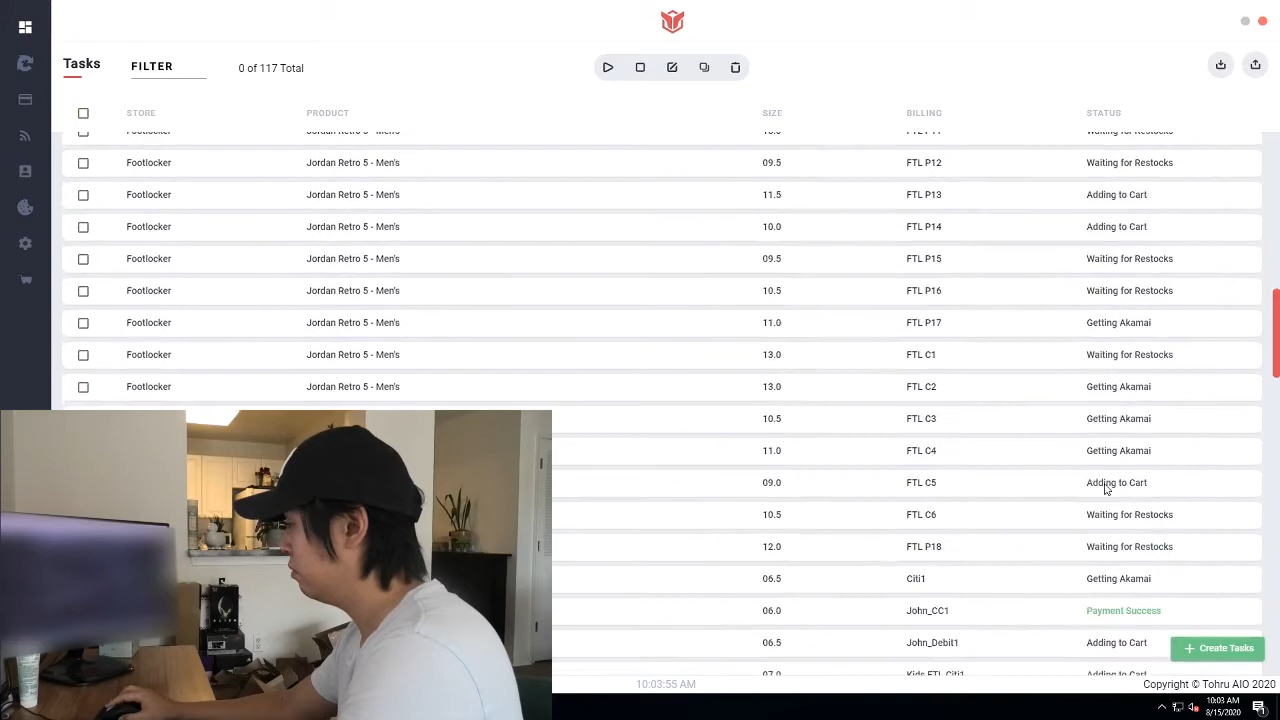 Tasks FILTER 0 of 117 Total
STORE PRODUCT SIZE BILLING STATUS
Footlocker Jordan Retro 5 - Men's 09.5 FTL P12 Waiting for Restocks
Footlocker Jordan Retro 5 - Men's 11.5 FTL P13 Adding to Cart
Footlocker Jordan Retro 5 - Men's 10.0 FTL P14 Adding to Cart
Footlocker Jordan Retro 5 - Men's 09.5 FTL P15 Waiting for Restocks
Footlocker Jordan Retro 5 - Men's 10.5 FTL P16 Waiting for Restocks
Footlocker Jordan Retro 5 - Men's 11.0 FTL P17 Getting Akamai
Footlocker Jordan Retro 5 - Men's 13.0 FTL C1 Waiting for Restocks
Footlocker Jordan Retro 5 - Men's 13.0 FTL C2 Getting Akamai
10.5 FTL C3 Getting Akamai
11.0 FTL C4 Getting Akamai
09.0 FTL C5 Adding to Cart
10.5 FTL C6 Waiting for Restocks
12.0 FTL P18 Waiting for Restocks
06.5 Citi1 Getting Akamai
06.0 John_CC1 Payment Success
06.5 John_Debit1 Adding to Cart
Create Tasks
10:03:55 AM Copyright © Tohru AIO 2020
10:03 AM
8/15/2020